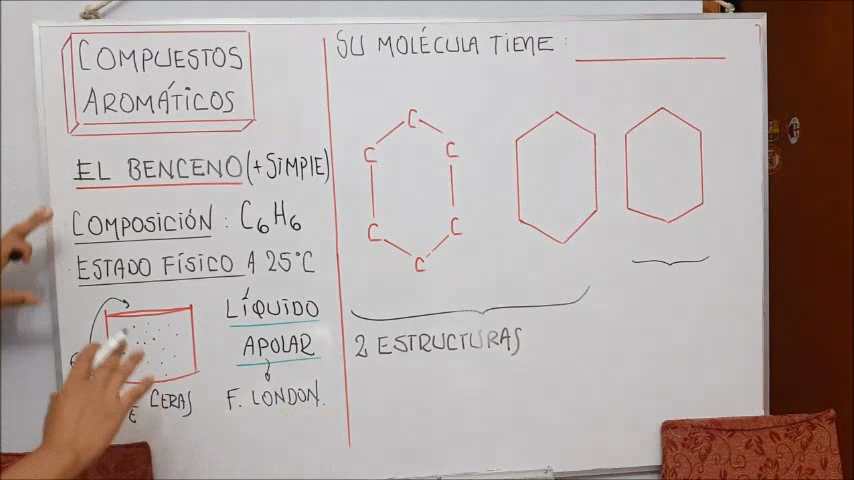 COMPUESTOS
AROMÁTICOS
EL BENCENO (+ SIMPLE)
COMPOSICIÓN : C₆H₆
ESTADO FÍSICO A 25°C
LÍQUIDO
APOLAR
F. LONDON.
CERAS
SU MOLÉCULA TIENE :
C
C C
C C
C
2 ESTRUCTURAS